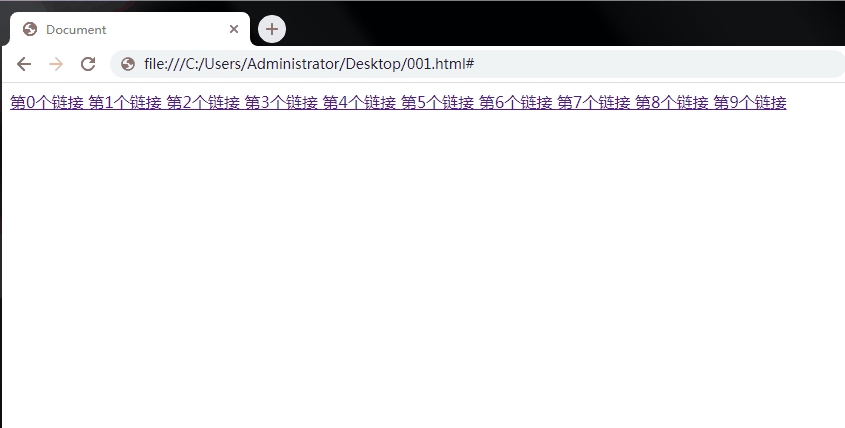 Document
file:///C:/Users/Administrator/Desktop/001.html#
第0个链接 第1个链接 第2个链接 第3个链接 第4个链接 第5个链接 第6个链接 第7个链接 第8个链接 第9个链接